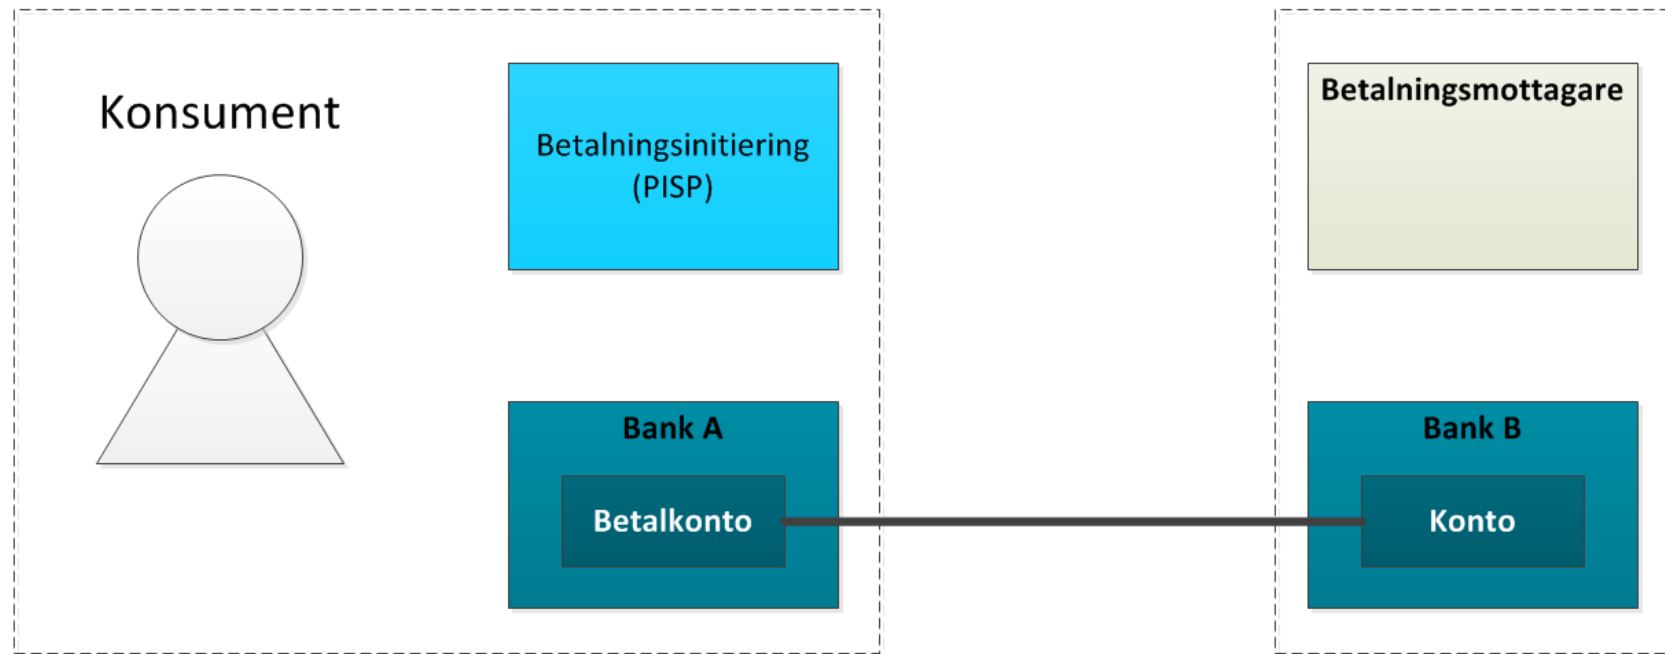 Konsument
Betalningsinitiering
(PISP)
Betalningsmottagare
Bank A
Betalkonto
Bank B
Konto